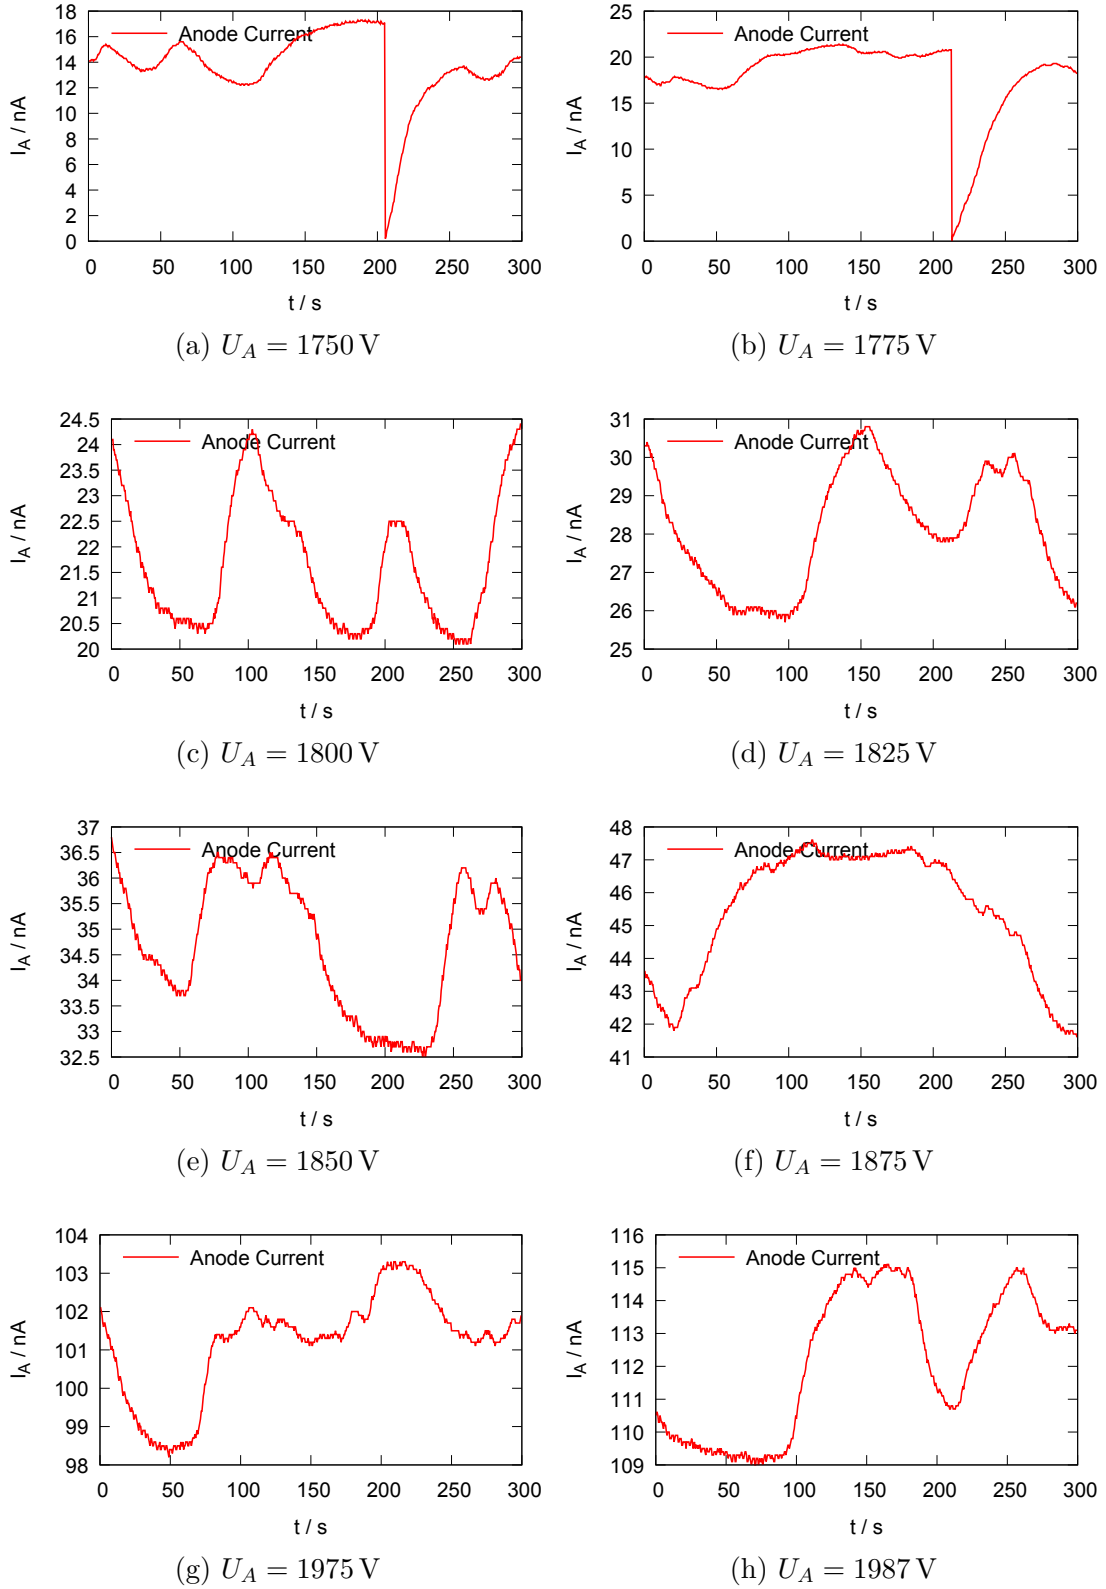 18
16
14
12
10
8
6
4
2
0
I_A / nA
Anode Current
0 50 100 150 200 250 300
t / s
(a) U_A = 1750 V
25
20
15
10
5
0
I_A / nA
Anode Current
0 50 100 150 200 250 300
t / s
(b) U_A = 1775 V
24.5
24
23.5
23
22.5
22
21.5
21
20.5
20
I_A / nA
Anode Current
0 50 100 150 200 250 300
t / s
(c) U_A = 1800 V
31
30
29
28
27
26
25
I_A / nA
Anode Current
0 50 100 150 200 250 300
t / s
(d) U_A = 1825 V
37
36.5
36
35.5
35
34.5
34
33.5
33
32.5
I_A / nA
Anode Current
0 50 100 150 200 250 300
t / s
(e) U_A = 1850 V
48
47
46
45
44
43
42
41
I_A / nA
Anode Current
0 50 100 150 200 250 300
t / s
(f) U_A = 1875 V
104
103
102
101
100
99
98
I_A / nA
Anode Current
0 50 100 150 200 250 300
t / s
(g) U_A = 1975 V
116
115
114
113
112
111
110
109
I_A / nA
Anode Current
0 50 100 150 200 250 300
t / s
(h) U_A = 1987 V